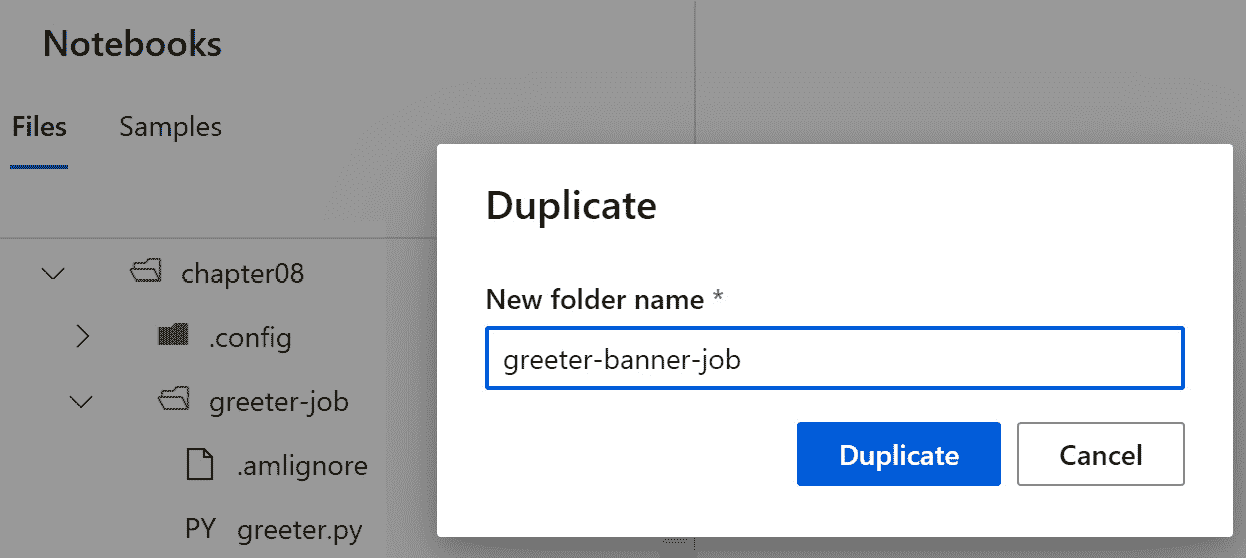 Notebooks
Files Samples
chapter08
.config
greeter-job
.amlignore
PY greeter.py
Duplicate
New folder name *
greeter-banner-job
Duplicate Cancel